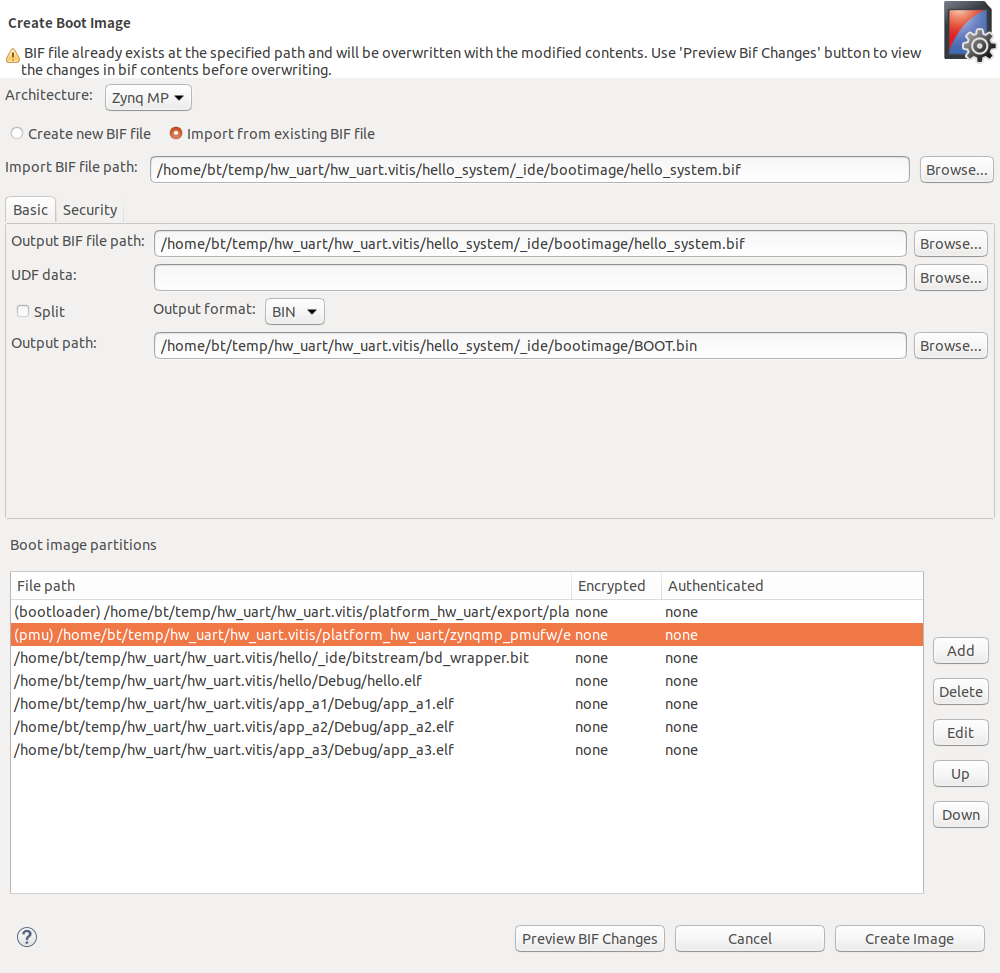 Create Boot Image
BIF file already exists at the specified path and will be overwritten with the modified contents. Use 'Preview Bif Changes' button to view
the changes in bif contents before overwriting.
Architecture: Zynq MP
Create new BIF file Import from existing BIF file
Import BIF file path: /home/bt/temp/hw_uart/hw_uart.vitis/hello_system/_ide/bootimage/hello_system.bif Browse...
Basic Security
Output BIF file path: /home/bt/temp/hw_uart/hw_uart.vitis/hello_system/_ide/bootimage/hello_system.bif Browse...
UDF data: Browse...
Split Output format: BIN
Output path: /home/bt/temp/hw_uart/hw_uart.vitis/hello_system/_ide/bootimage/BOOT.bin Browse...
Boot image partitions
File path Encrypted Authenticated
(bootloader) /home/bt/temp/hw_uart/hw_uart.vitis/platform_hw_uart/export/pla none none
(pmu) /home/bt/temp/hw_uart/hw_uart.vitis/platform_hw_uart/zynqmp_pmufw/e none none
/home/bt/temp/hw_uart/hw_uart.vitis/hello/_ide/bitstream/bd_wrapper.bit none none
/home/bt/temp/hw_uart/hw_uart.vitis/hello/Debug/hello.elf none none
/home/bt/temp/hw_uart/hw_uart.vitis/app_a1/Debug/app_a1.elf none none
/home/bt/temp/hw_uart/hw_uart.vitis/app_a2/Debug/app_a2.elf none none
/home/bt/temp/hw_uart/hw_uart.vitis/app_a3/Debug/app_a3.elf none none
Add
Delete
Edit
Up
Down
? Preview BIF Changes Cancel Create Image